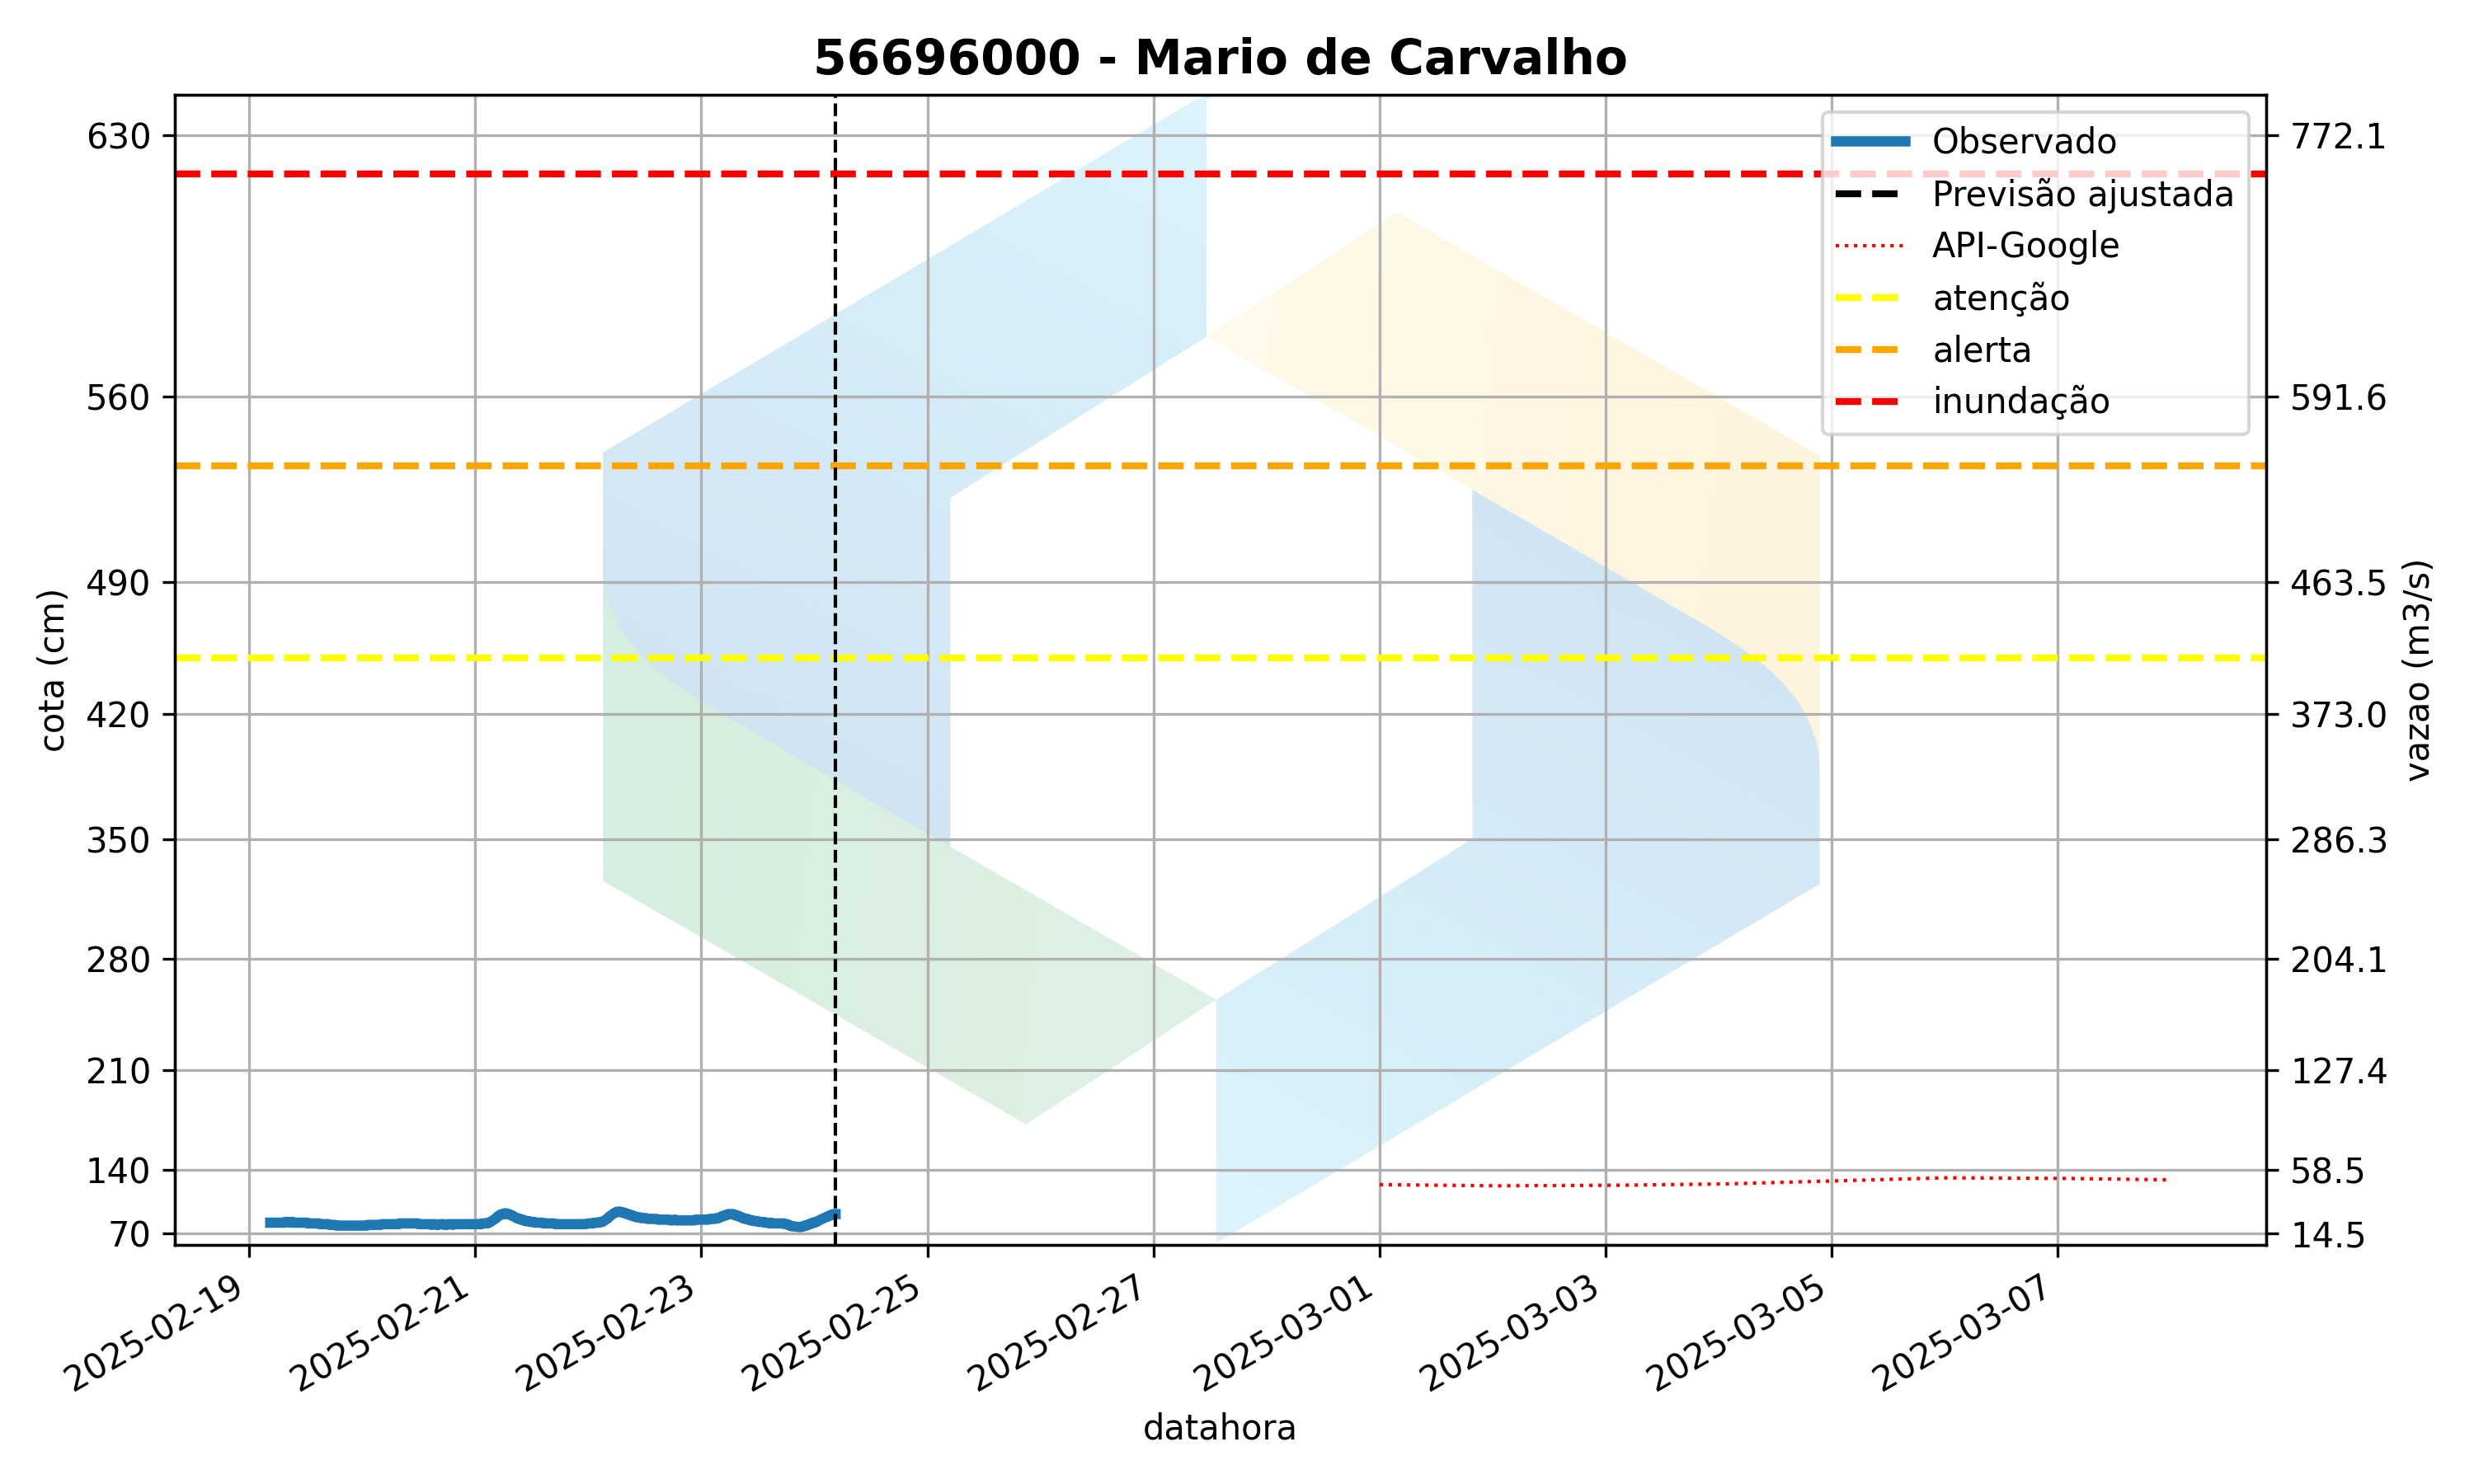 56696000 - Mario de Carvalho
630
560
490
420
350
280
210
140
70
cota (cm)
772.1
591.6
463.5
373.0
286.3
204.1
127.4
58.5
14.5
vazao (m3/s)
Observado
Previsão ajustada
API-Google
atenção
alerta
inundação
2025-02-19
2025-02-21
2025-02-23
2025-02-25
2025-02-27
2025-03-01
2025-03-03
2025-03-05
2025-03-07
datahora